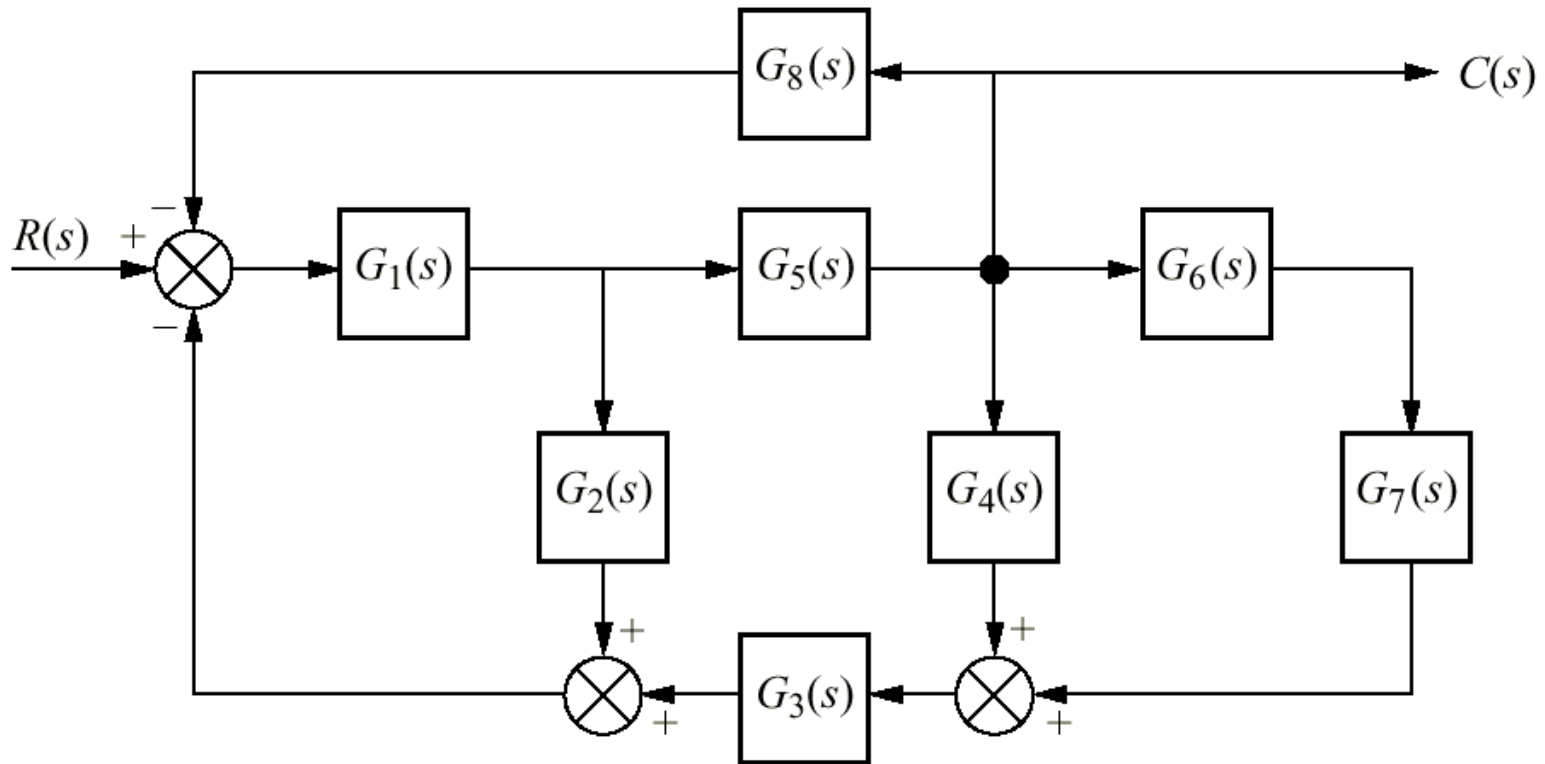 G8(s)
C(s)
−
R(s)
+
G1(s)
G5(s)
G6(s)
−
G2(s)
G4(s)
G7(s)
+
+
G3(s)
+
+